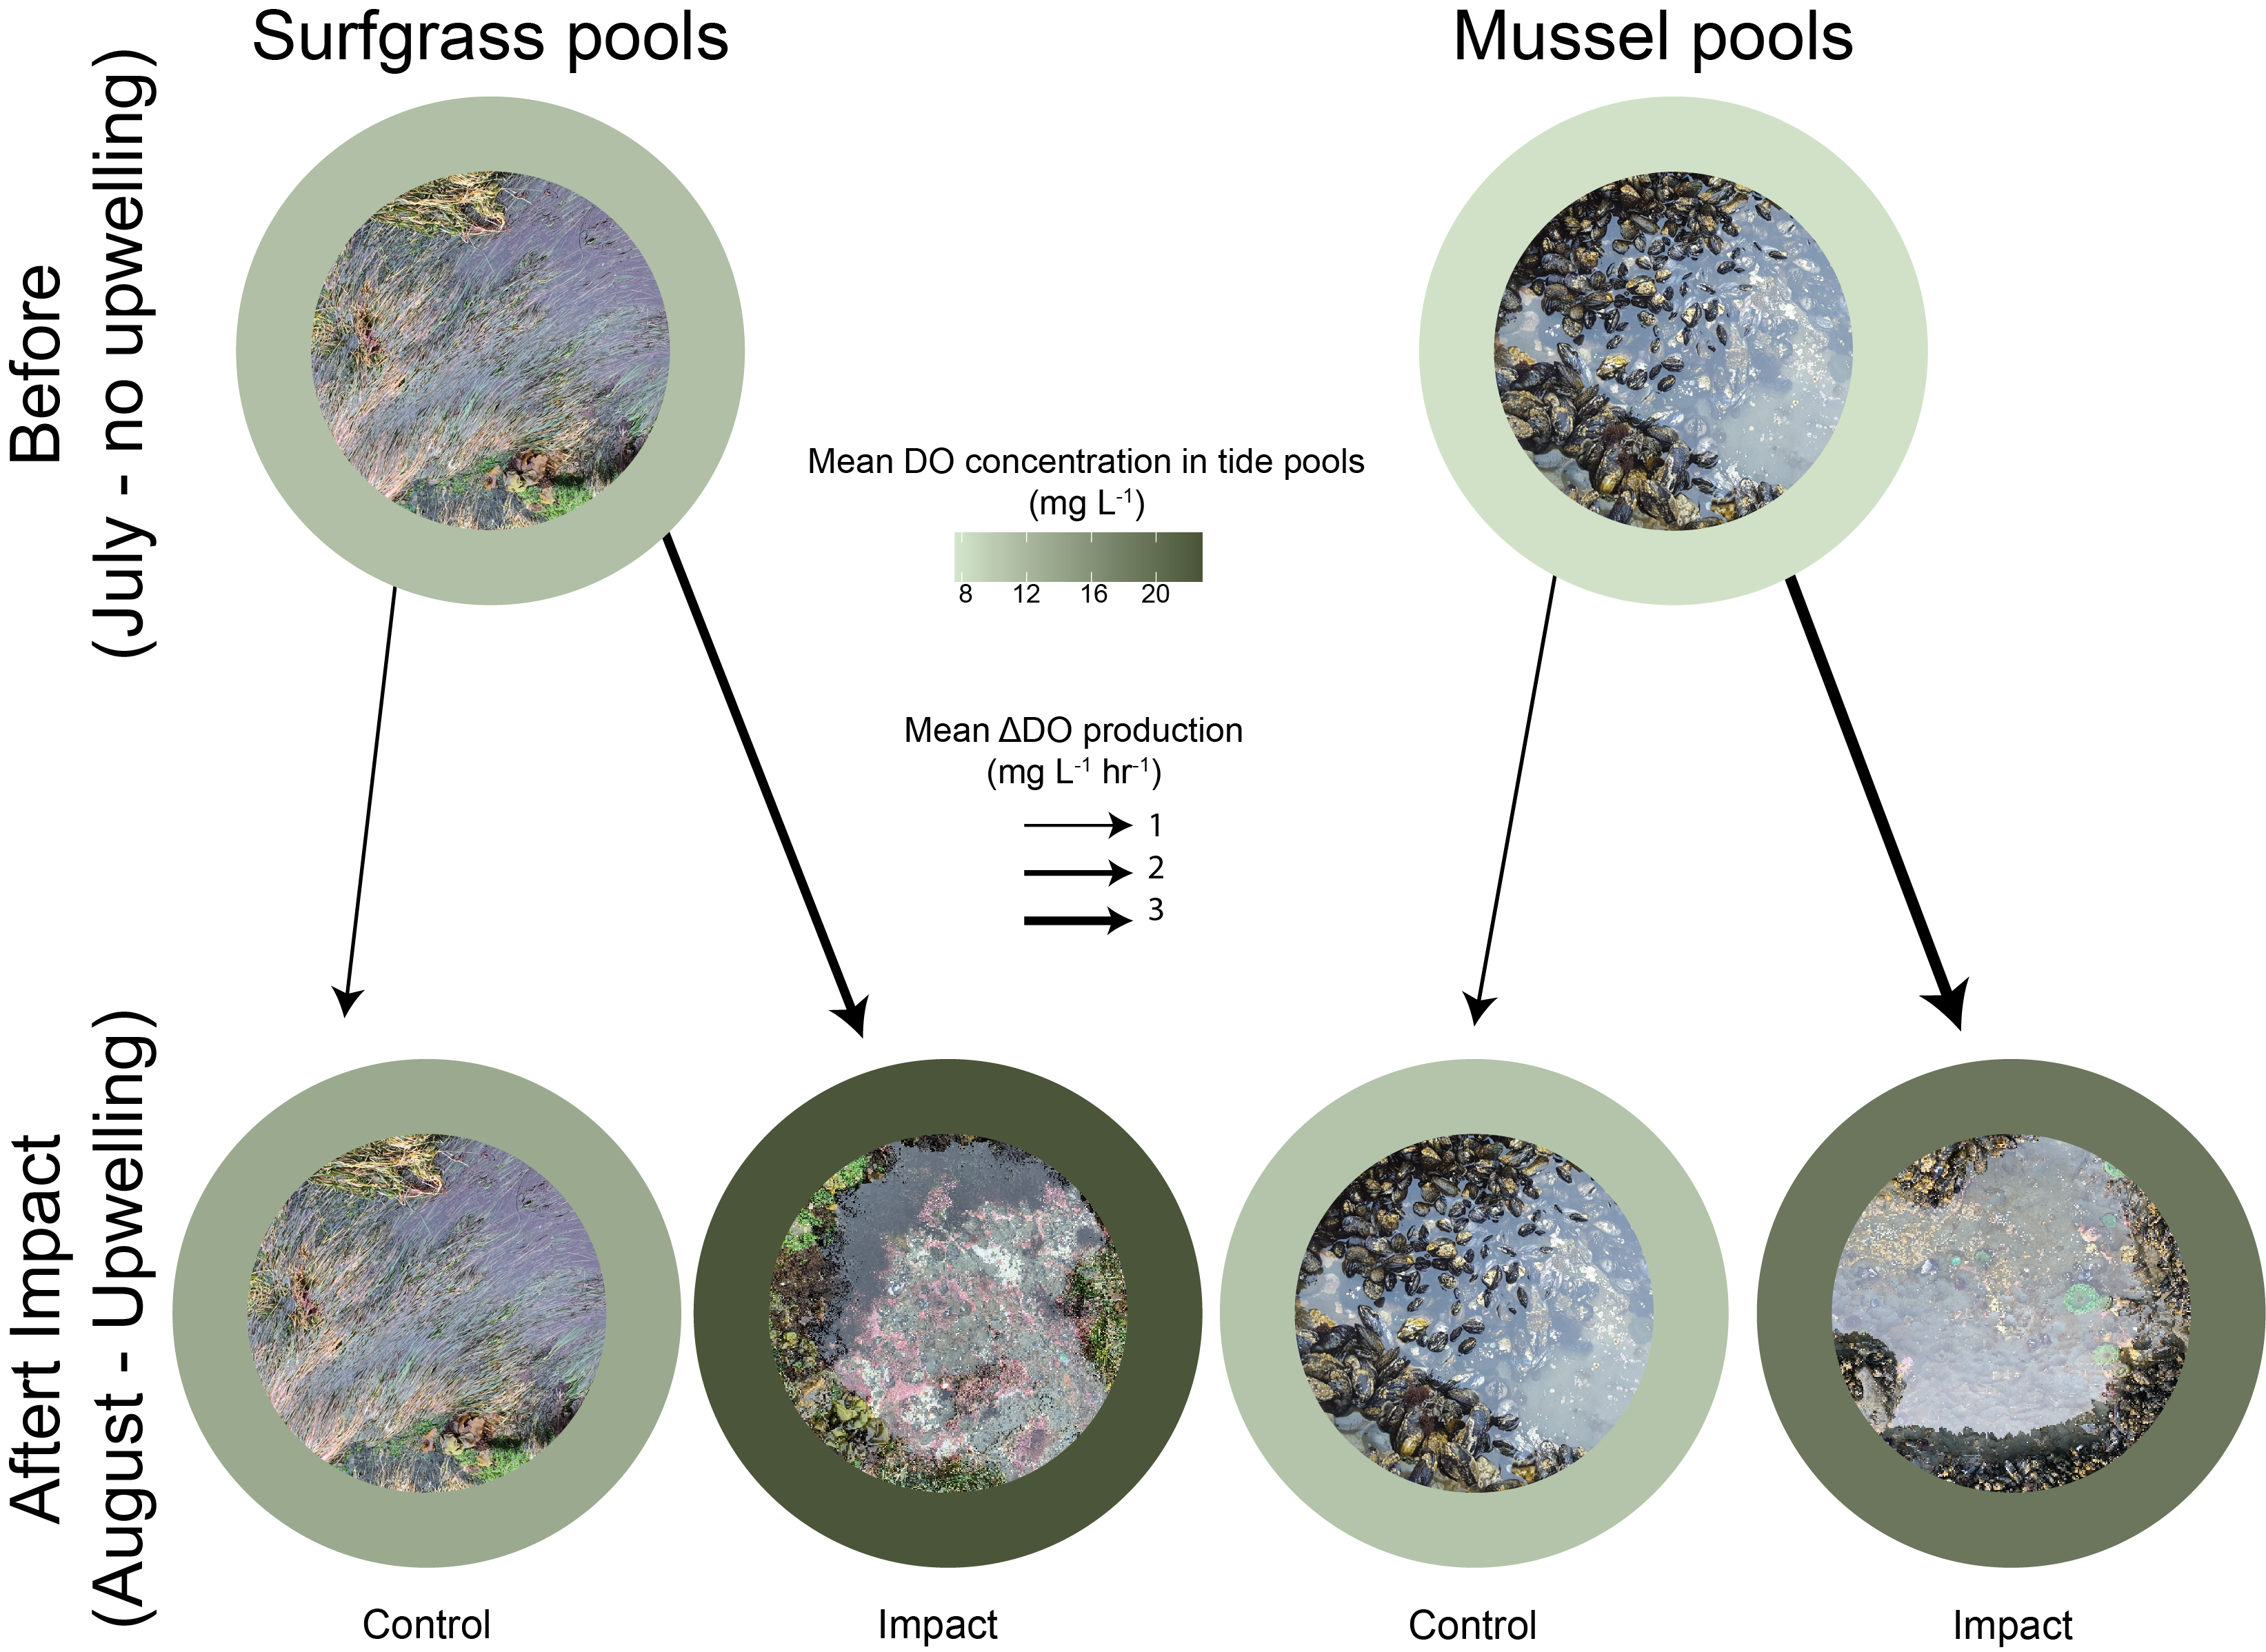 Surfgrass pools
Mussel pools
Before
(July - no upwelling)
Mean DO concentration in tide pools
(mg L-1)
8 12 16 20
Mean ΔDO production
(mg L-1 hr-1)
1
2
3
Aftert Impact
(August - Upwelling)
Control
Impact
Control
Impact